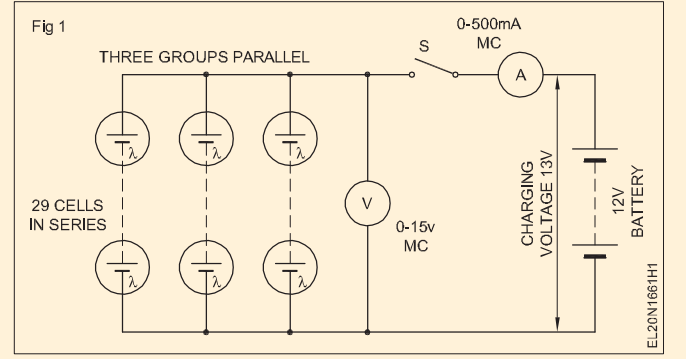 Fig 1
0-500mA
MC
S
A
THREE GROUPS PARALLEL
λ
λ
λ
29 CELLS
IN SERIES
V
0-15v
MC
CHARGING
VOLTAGE 13V
12V
BATTERY
λ
λ
λ
EL20N1661H1